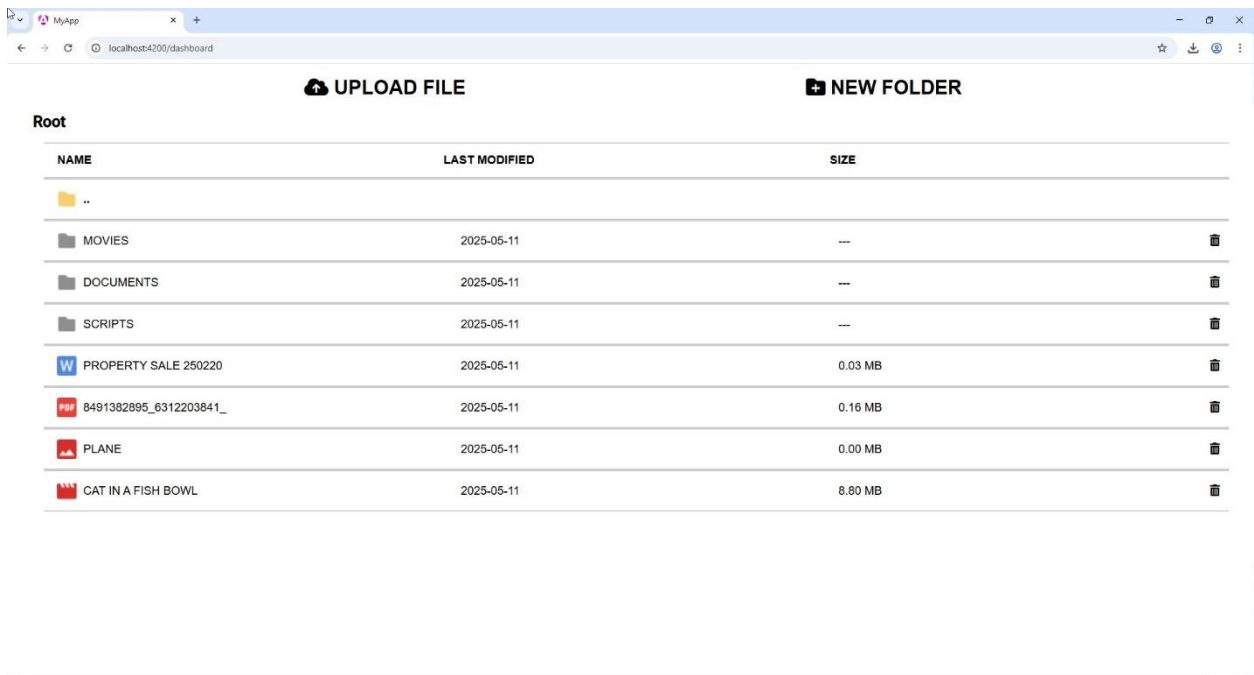 MyApp
localhost:4200/dashboard
UPLOAD FILE NEW FOLDER
Root
NAME LAST MODIFIED SIZE
..
MOVIES 2025-05-11 ---
DOCUMENTS 2025-05-11 ---
SCRIPTS 2025-05-11 ---
W PROPERTY SALE 250220 2025-05-11 0.03 MB
PDF 8491382895_6312203841_ 2025-05-11 0.16 MB
PLANE 2025-05-11 0.00 MB
CAT IN A FISH BOWL 2025-05-11 8.80 MB